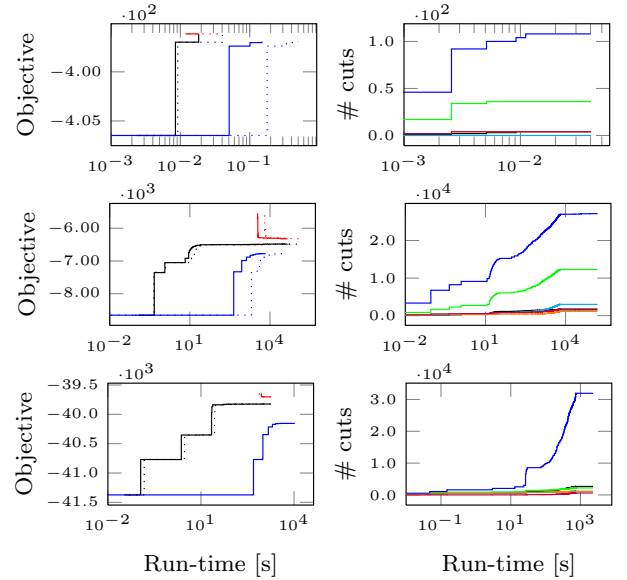 ·10²
Objective
−4.00
−4.05
10⁻³ 10⁻² 10⁻¹
·10²
# cuts
1.0
0.5
0.0
10⁻³ 10⁻²
·10³
Objective
−6.00
−7.00
−8.00
10⁻² 10¹ 10⁴
·10⁴
# cuts
2.0
1.0
0.0
10⁻² 10¹ 10⁴
·10³
Objective
−39.5
−40.0
−41.0
−41.5
10⁻² 10¹ 10⁴
Run-time [s]
·10⁴
# cuts
3.0
2.0
1.0
0.0
10⁻¹ 10¹ 10³
Run-time [s]